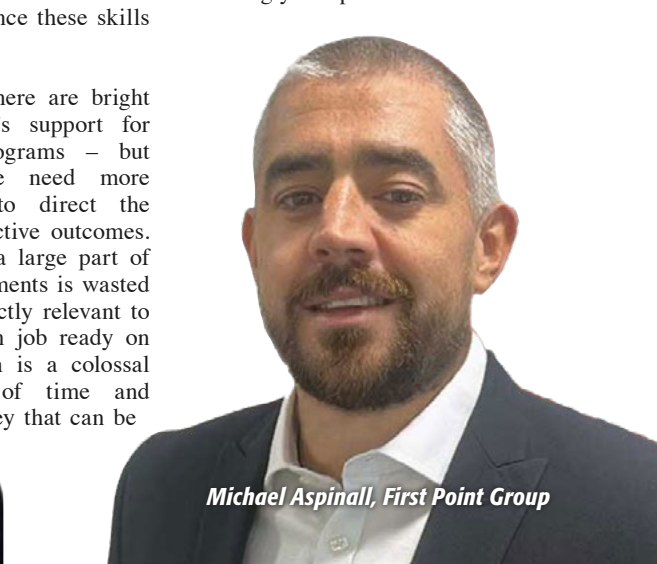 nce these skills
here are bright
's support for
ograms – but
e need more
to direct the
ctive outcomes.
a large part of
ments is wasted
ctly relevant to
n job ready on
n is a colossal
of time and
ey that can be
Michael Aspinall, First Point Group